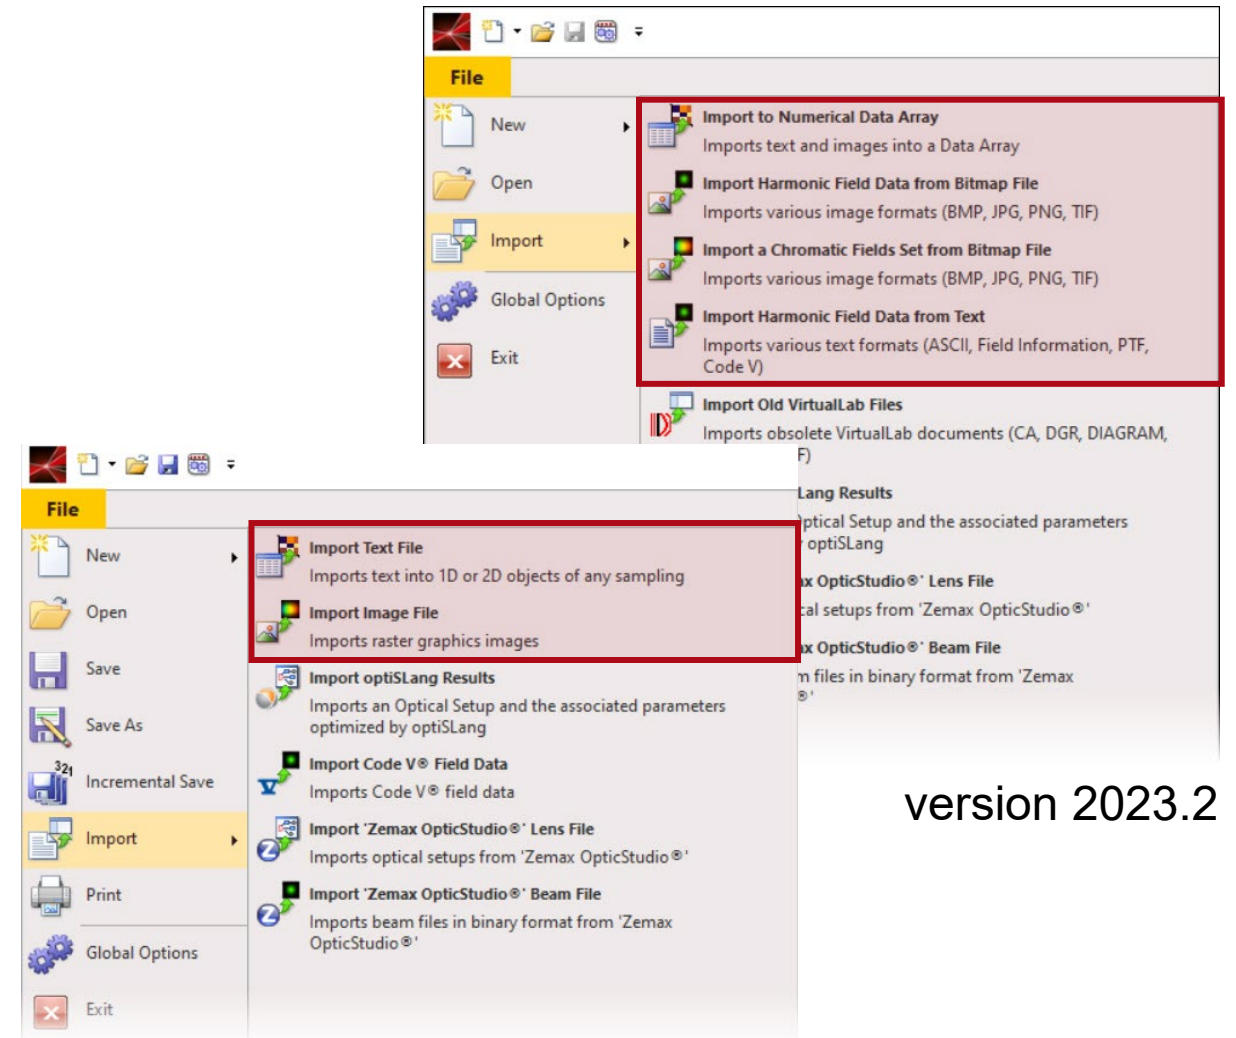 File
New
Open
Import
Global Options
Exit
Import to Numerical Data Array
Imports text and images into a Data Array
Import Harmonic Field Data from Bitmap File
Imports various image formats (BMP, JPG, PNG, TIF)
Import a Chromatic Fields Set from Bitmap File
Imports various image formats (BMP, JPG, PNG, TIF)
Import Harmonic Field Data from Text
Imports various text formats (ASCII, Field Information, PTF,
Code V)
Import Old VirtualLab Files
Imports obsolete VirtualLab documents (CA, DGR, DIAGRAM,
F)
Lang Results
ptical Setup and the associated parameters
optiSLang
ax OpticStudio®' Lens File
cal setups from 'Zemax OpticStudio®'
ax OpticStudio®' Beam File
m files in binary format from 'Zemax
®'
version 2023.2
File
New
Open
Save
Save As
321
Incremental Save
Import
Print
Global Options
Exit
Import Text File
Imports text into 1D or 2D objects of any sampling
Import Image File
Imports raster graphics images
Import optiSLang Results
Imports an Optical Setup and the associated parameters
optimized by optiSLang
Import Code V® Field Data
Imports Code V® field data
Import 'Zemax OpticStudio®' Lens File
Imports optical setups from 'Zemax OpticStudio®'
Import 'Zemax OpticStudio®' Beam File
Imports beam files in binary format from 'Zemax
OpticStudio®'